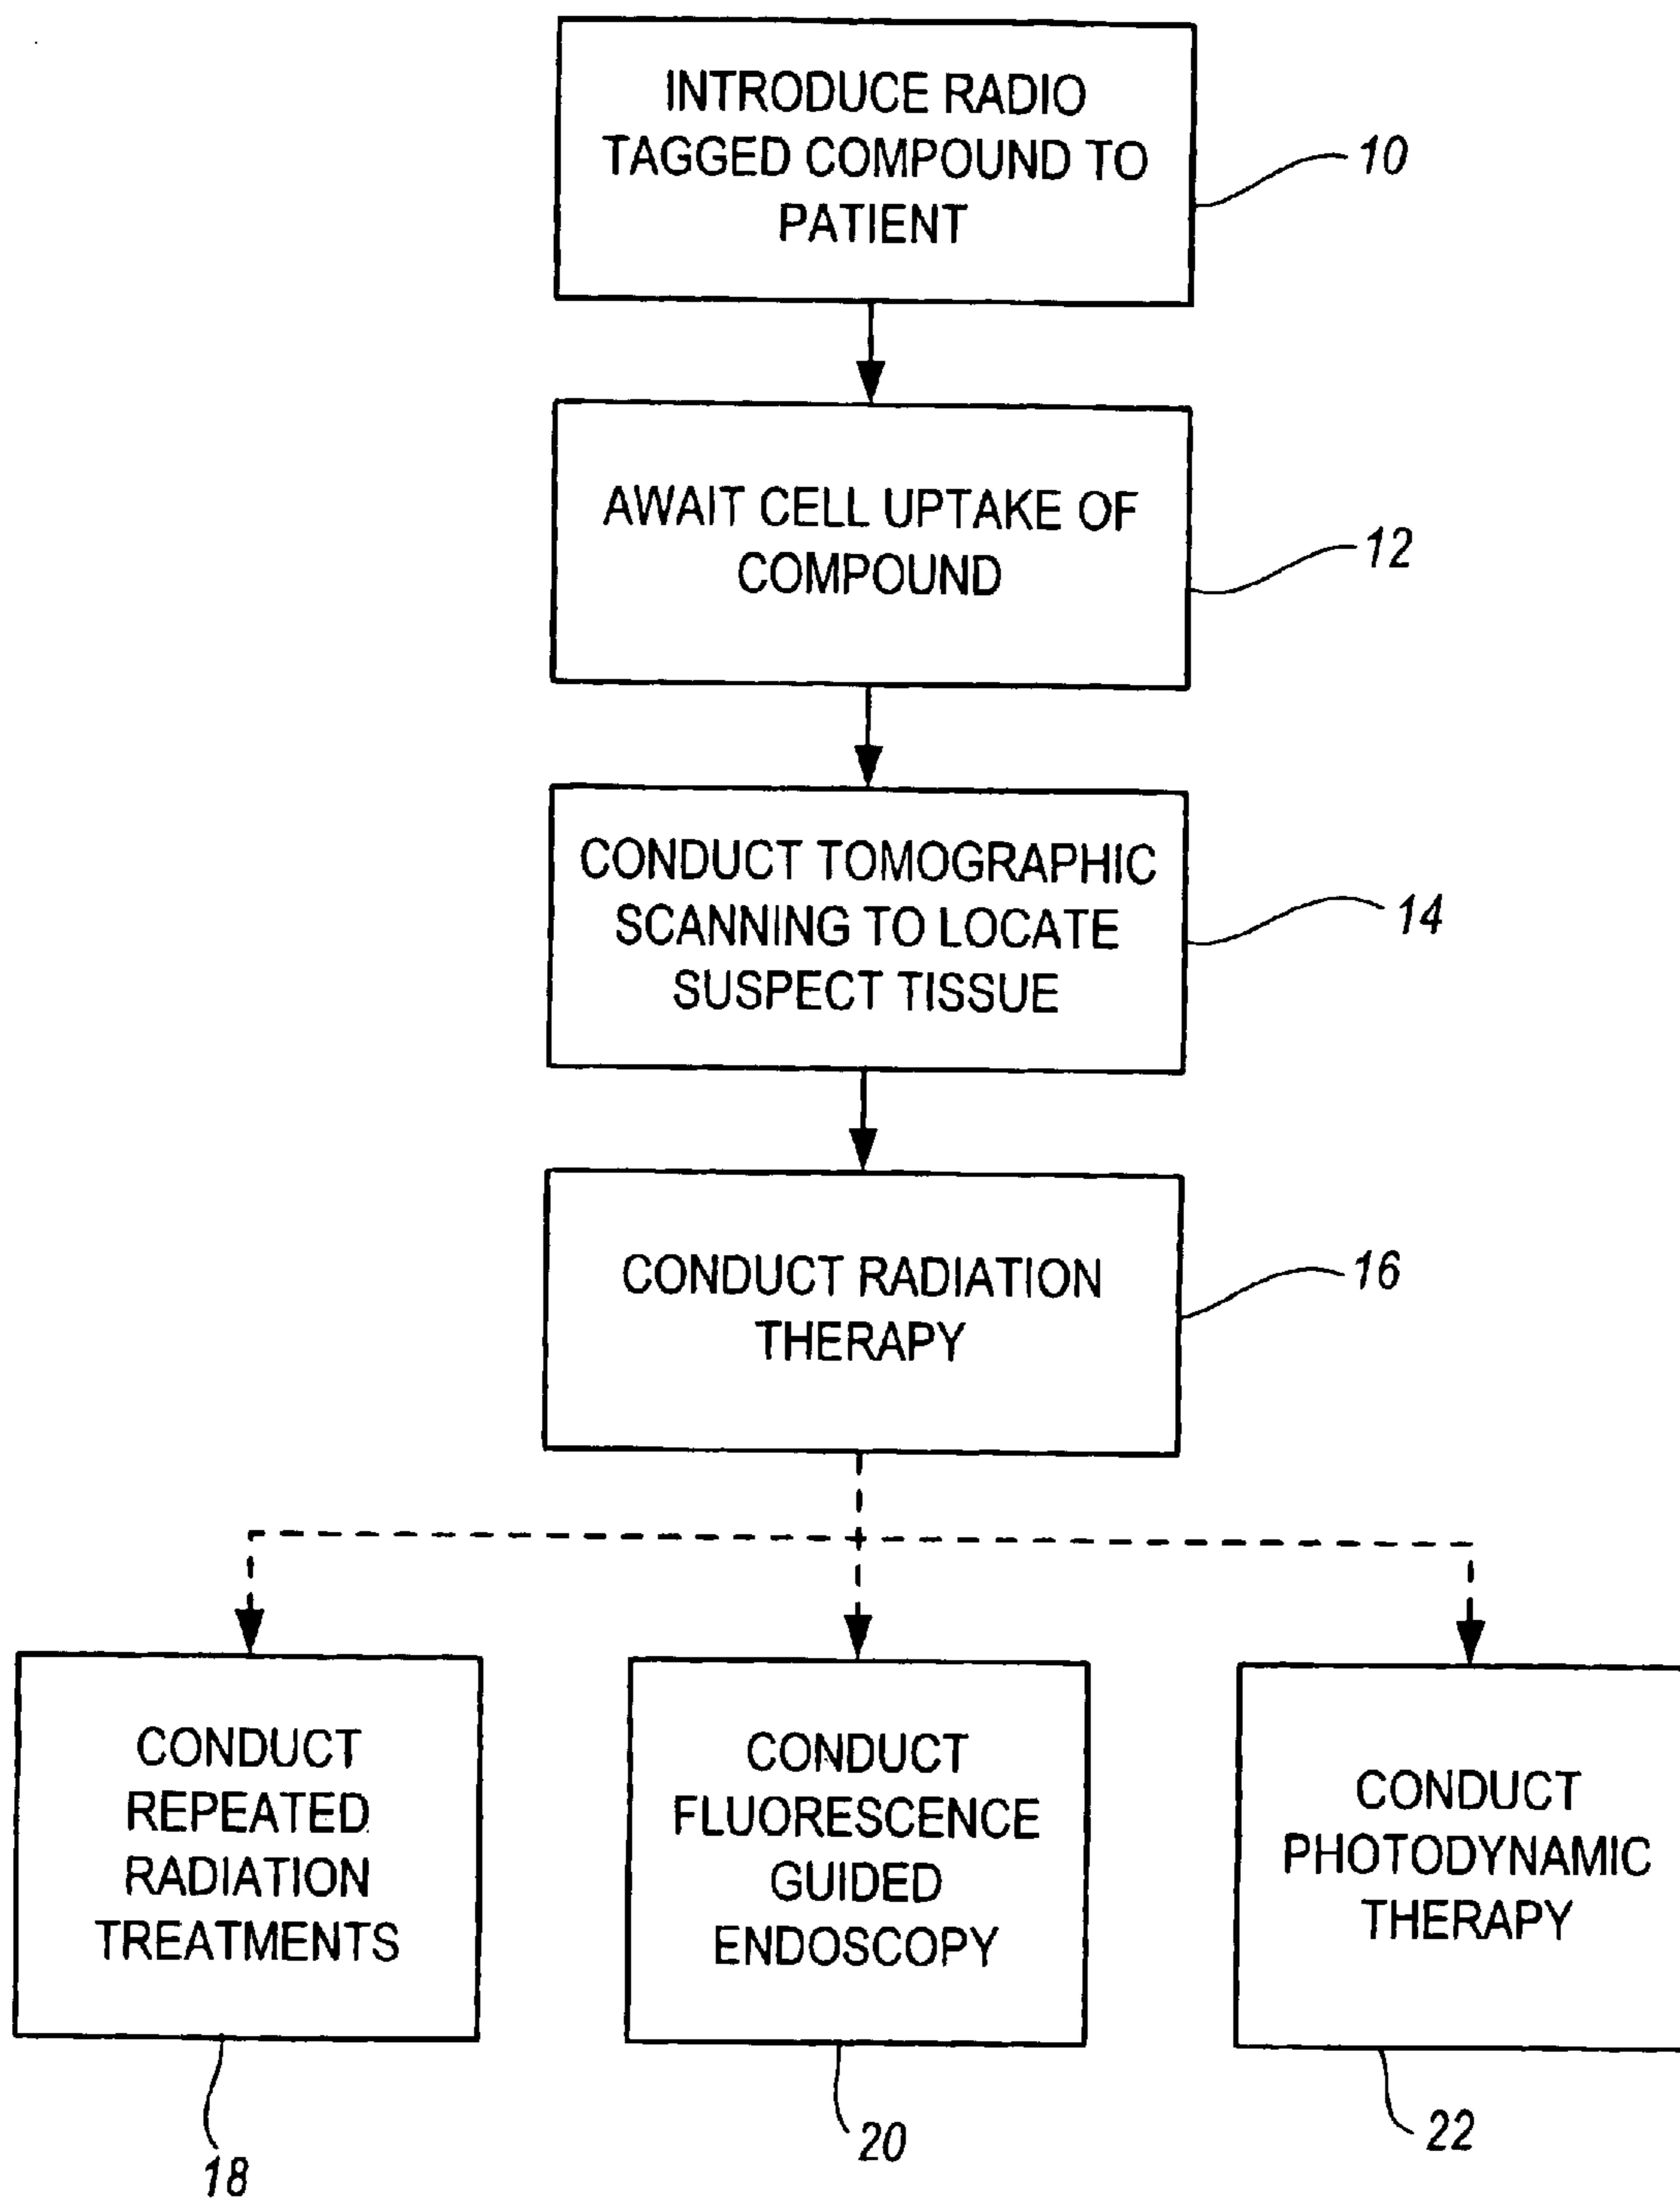 INTRODUCE RADIO
TAGGED COMPOUND TO
PATIENT
10
AWAIT CELL UPTAKE OF
COMPOUND
12
CONDUCT TOMOGRAPHIC
SCANNING TO LOCATE
SUSPECT TISSUE
14
CONDUCT RADIATION
THERAPY
16
CONDUCT
REPEATED
RADIATION
TREATMENTS
18
CONDUCT
FLUORESCENCE
GUIDED
ENDOSCOPY
20
CONDUCT
PHOTODYNAMIC
THERAPY
22